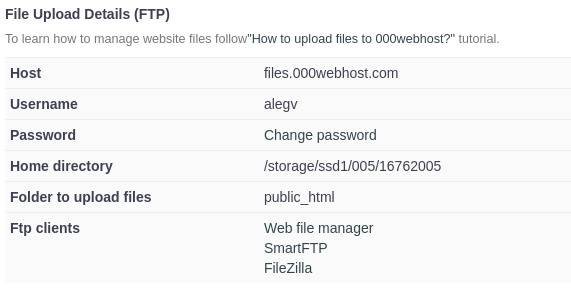 File Upload Details (FTP)
To learn how to manage website files follow"How to upload files to 000webhost?" tutorial.
Host files.000webhost.com
Username alegv
Password Change password
Home directory /storage/ssd1/005/16762005
Folder to upload files public_html
Ftp clients Web file manager
SmartFTP
FileZilla